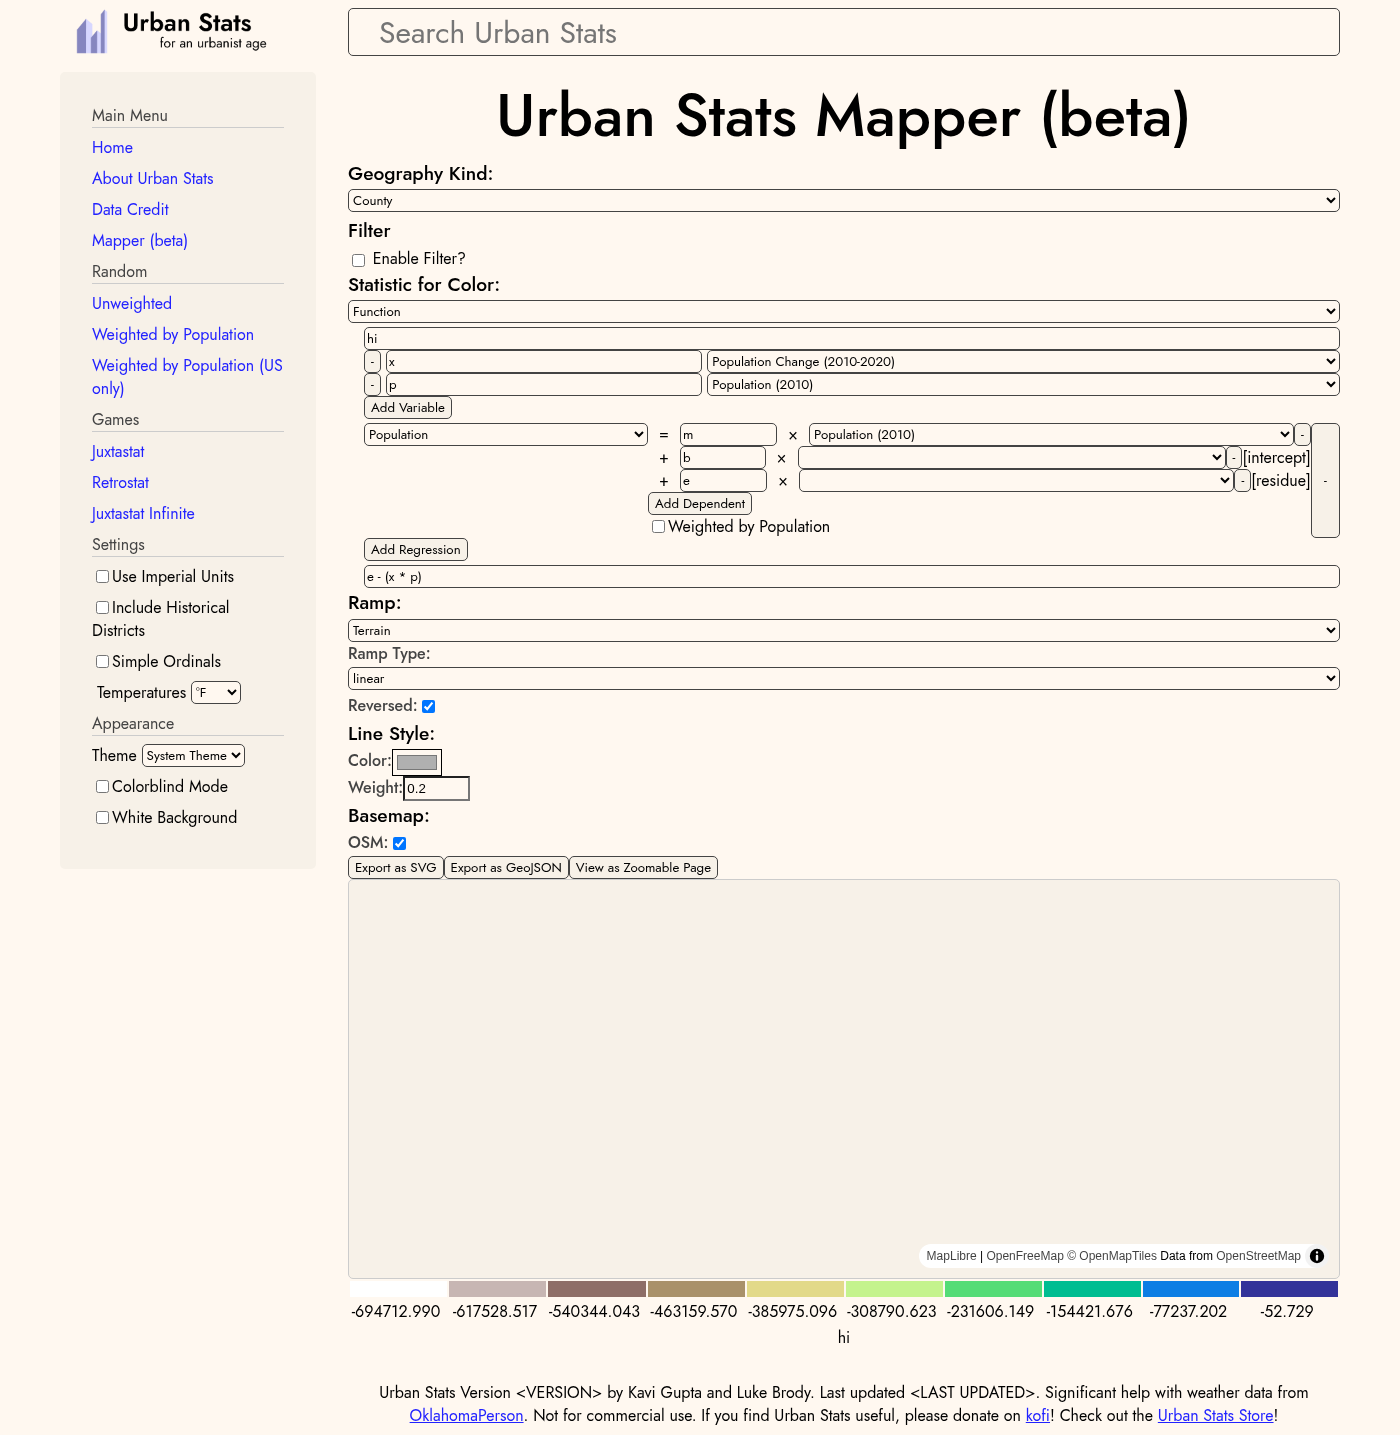 Urban Stats
for an urbanist age
Search Urban Stats
Main Menu
Home
About Urban Stats
Data Credit
Mapper (beta)
Random
Unweighted
Weighted by Population
Weighted by Population (US
only)
Games
Juxtastat
Retrostat
Juxtastat Infinite
Settings
Use Imperial Units
Include Historical
Districts
Simple Ordinals
Temperatures °F
Appearance
Theme System Theme
Colorblind Mode
White Background
Urban Stats Mapper (beta)
Geography Kind:
County
Filter
Enable Filter?
Statistic for Color:
Function
hi
- x Population Change (2010-2020)
- p Population (2010)
Add Variable
Population = m × Population (2010) -
+ b × - [intercept]
+ e × - [residue] -
Add Dependent
Weighted by Population
Add Regression
e - (x * p)
Ramp:
Terrain
Ramp Type:
linear
Reversed:
Line Style:
Color:
Weight: 0.2
Basemap:
OSM:
Export as SVG Export as GeoJSON View as Zoomable Page
MapLibre | OpenFreeMap © OpenMapTiles Data from OpenStreetMap
-694712.990 -617528.517 -540344.043 -463159.570 -385975.096 -308790.623 -231606.149 -154421.676 -77237.202 -52.729
hi
Urban Stats Version <VERSION> by Kavi Gupta and Luke Brody. Last updated <LAST UPDATED>. Significant help with weather data from
OklahomaPerson. Not for commercial use. If you find Urban Stats useful, please donate on kofi! Check out the Urban Stats Store!